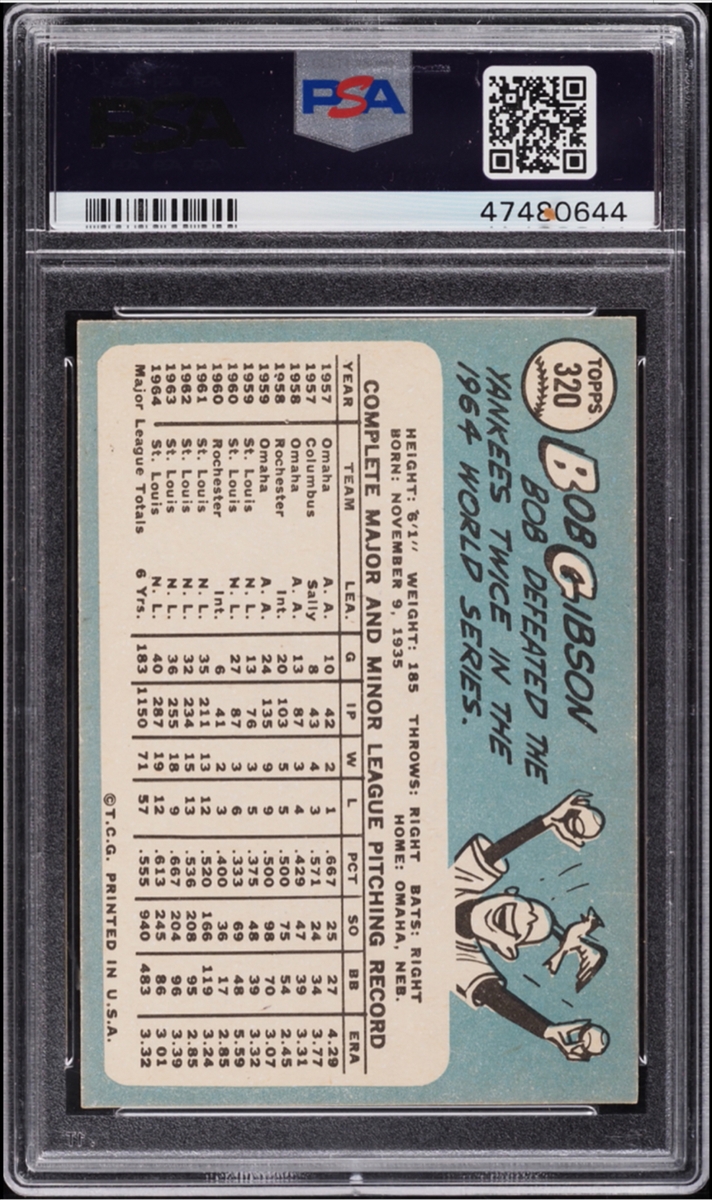 PSA
PSA
47480644
TOPPS
320
BOB GIBSON
BOB DEFEATED THE
YANKEES TWICE IN THE
1964 WORLD SERIES.
HEIGHT: 6'1" WEIGHT: 185 THROWS: RIGHT BATS: RIGHT
BORN: NOVEMBER 9, 1935 HOME: OMAHA, NEB.
COMPLETE MAJOR AND MINOR LEAGUE PITCHING RECORD
YEAR TEAM LEA. G IP W L PCT SO BB ERA
1957 Omaha A. A. 10 42 2 1 .667 25 27 4.29
1957 Columbus Sally 8 43 4 3 .571 24 34 3.77
1958 Omaha A. A. 13 87 3 4 .429 47 39 3.31
1958 Rochester Int. 20 103 5 5 .500 75 54 2.45
1959 Omaha A. A. 24 135 9 9 .500 98 70 3.07
1959 St. Louis N. L. 13 76 3 5 .375 48 39 3.32
1960 St. Louis N. L. 27 87 3 6 .333 69 48 5.59
1960 Rochester Int. 6 41 2 3 .400 36 17 2.85
1961 St. Louis N. L. 35 211 13 12 .520 166 119 3.24
1962 St. Louis N. L. 32 234 15 13 .536 208 95 2.85
1963 St. Louis N. L. 36 255 18 9 .667 204 96 3.39
1964 St. Louis N. L. 40 287 19 12 .613 245 86 3.01
Major League Totals 6 Yrs. 183 1150 71 57 .555 940 483 3.32
©T.C.G. PRINTED IN U.S.A.